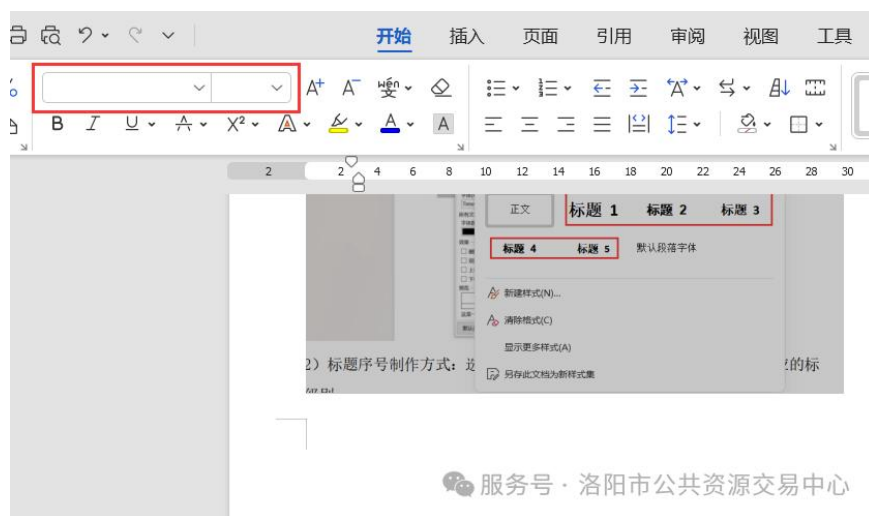 开始 插入 页面 引用 审阅 视图 工具
A+ A- wén 变
B I U A X² A A A
2 2 4 6 8 10 12 14 16 18 20 22 24 26 28 30
正文 标题 1 标题 2 标题 3
标题 4 标题 5 默认段落字体
新建样式(N)...
清除格式(C)
显示更多样式(A)
另存此文档为新样式集
2）标题序号制作方式：选
的标
服务号 · 洛阳市公共资源交易中心